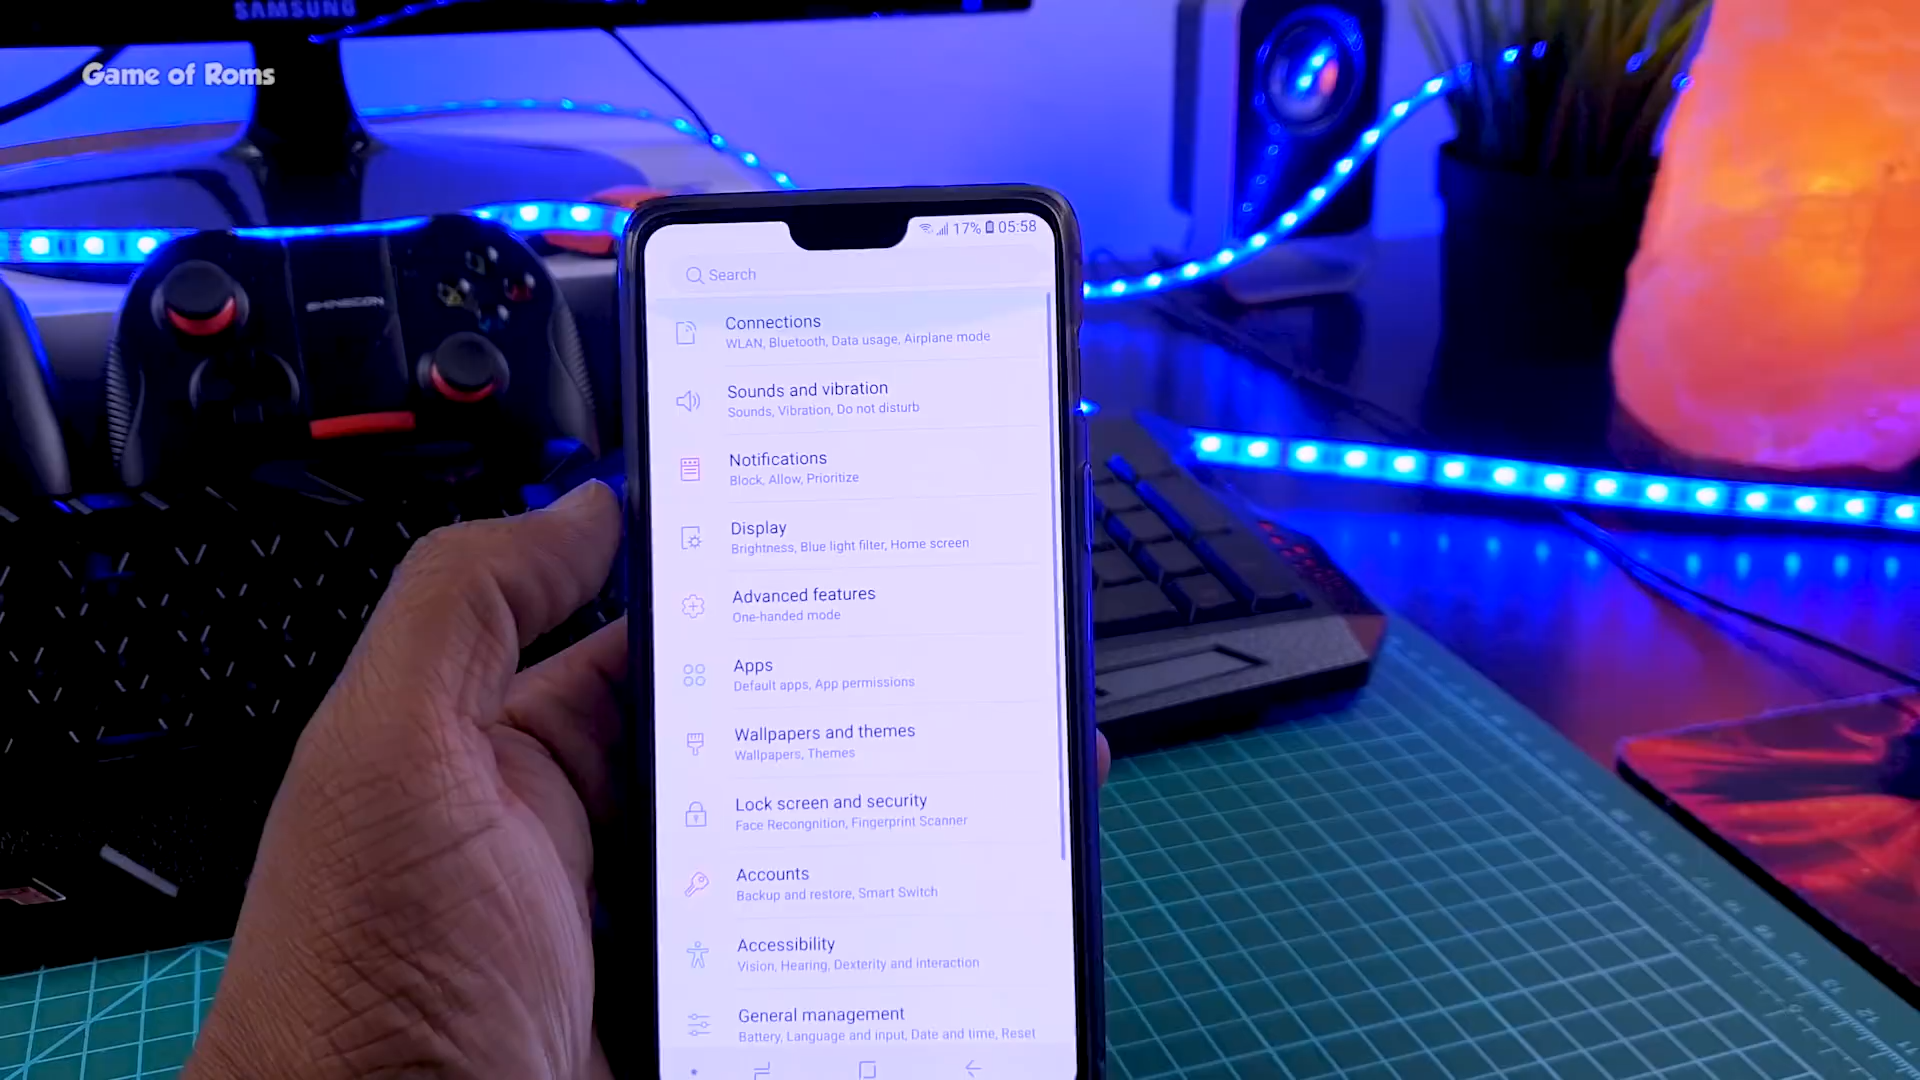 SAMSUNG
Game of Roms
SHINECON
17% 05:58
Search
Connections
WLAN, Bluetooth, Data usage, Airplane mode
Sounds and vibration
Sounds, Vibration, Do not disturb
Notifications
Block, Allow, Prioritize
Display
Brightness, Blue light filter, Home screen
Advanced features
One-handed mode
Apps
Default apps, App permissions
Wallpapers and themes
Wallpapers, Themes
Lock screen and security
Face Recongnition, Fingerprint Scanner
Accounts
Backup and restore, Smart Switch
Accessibility
Vision, Hearing, Dexterity and interaction
General management
Battery, Language and input, Date and time, Reset